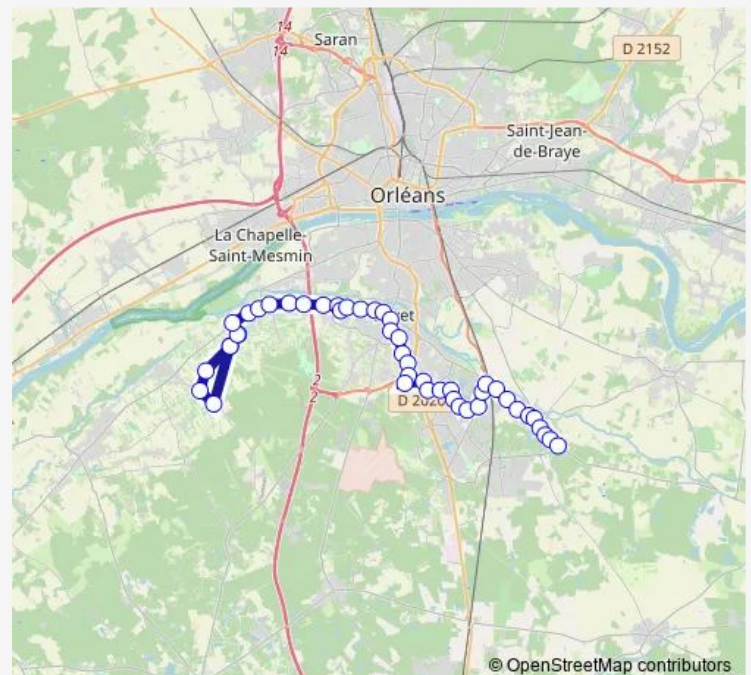 14
14
Saran
D 2152
Saint-Jean-
de-Braye
Orléans
La Chapelle-
Saint-Mesmin
et
2
2
D 2020
© OpenStreetMap contributors